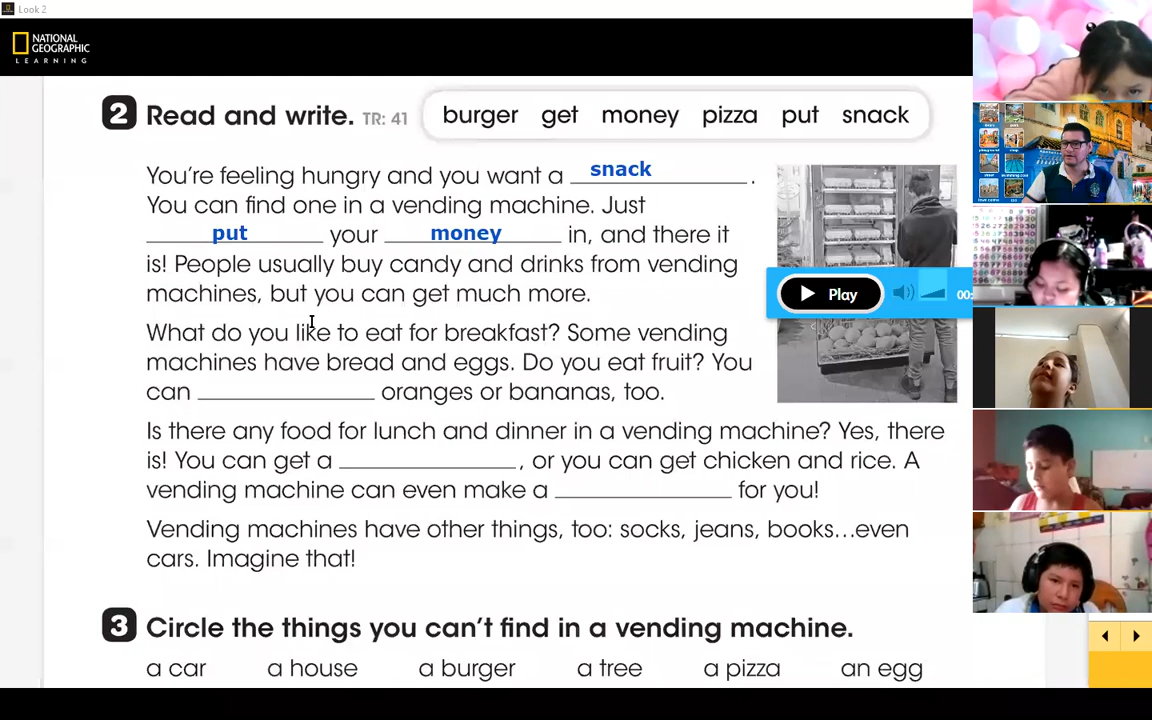 Look 2
NATIONAL
GEOGRAPHIC
LEARNING
2 Read and write. TR: 41 burger get money pizza put snack
You're feeling hungry and you want a snack.
You can find one in a vending machine. Just
put your money in, and there it
is! People usually buy candy and drinks from vending
machines, but you can get much more.
Play 00:
What do you like to eat for breakfast? Some vending
machines have bread and eggs. Do you eat fruit? You
can ______ oranges or bananas, too.
Is there any food for lunch and dinner in a vending machine? Yes, there
is! You can get a ______, or you can get chicken and rice. A
vending machine can even make a ______ for you!
Vending machines have other things, too: socks, jeans, books...even
cars. Imagine that!
3 Circle the things you can't find in a vending machine.
a car a house a burger a tree a pizza an egg